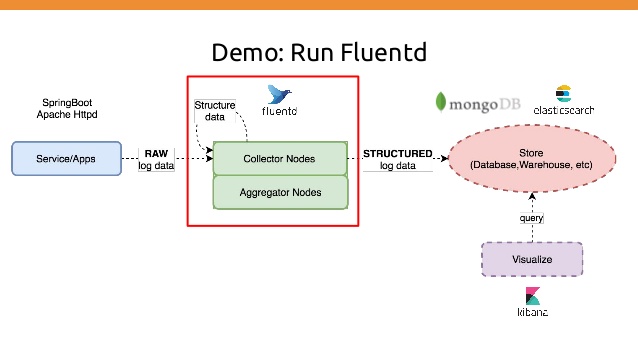 Demo: Run Fluentd
SpringBoot
Apache Httpd
Structure
data
fluentd
mongoDB
elasticsearch
Service/Apps
RAW
log data
Collector Nodes
Aggregator Nodes
STRUCTURED
log data
Store
(Database,Warehouse, etc)
query
Visualize
kibana